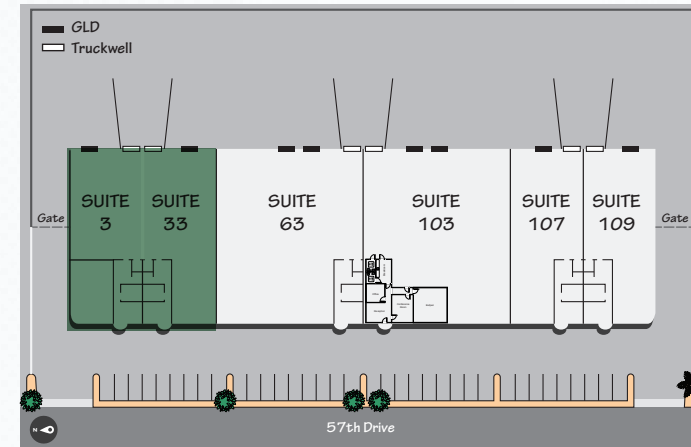 GLD
Truckwell
Gate
SUITE
3
SUITE
33
SUITE
63
SUITE
103
SUITE
107
SUITE
109
Gate
57th Drive
N